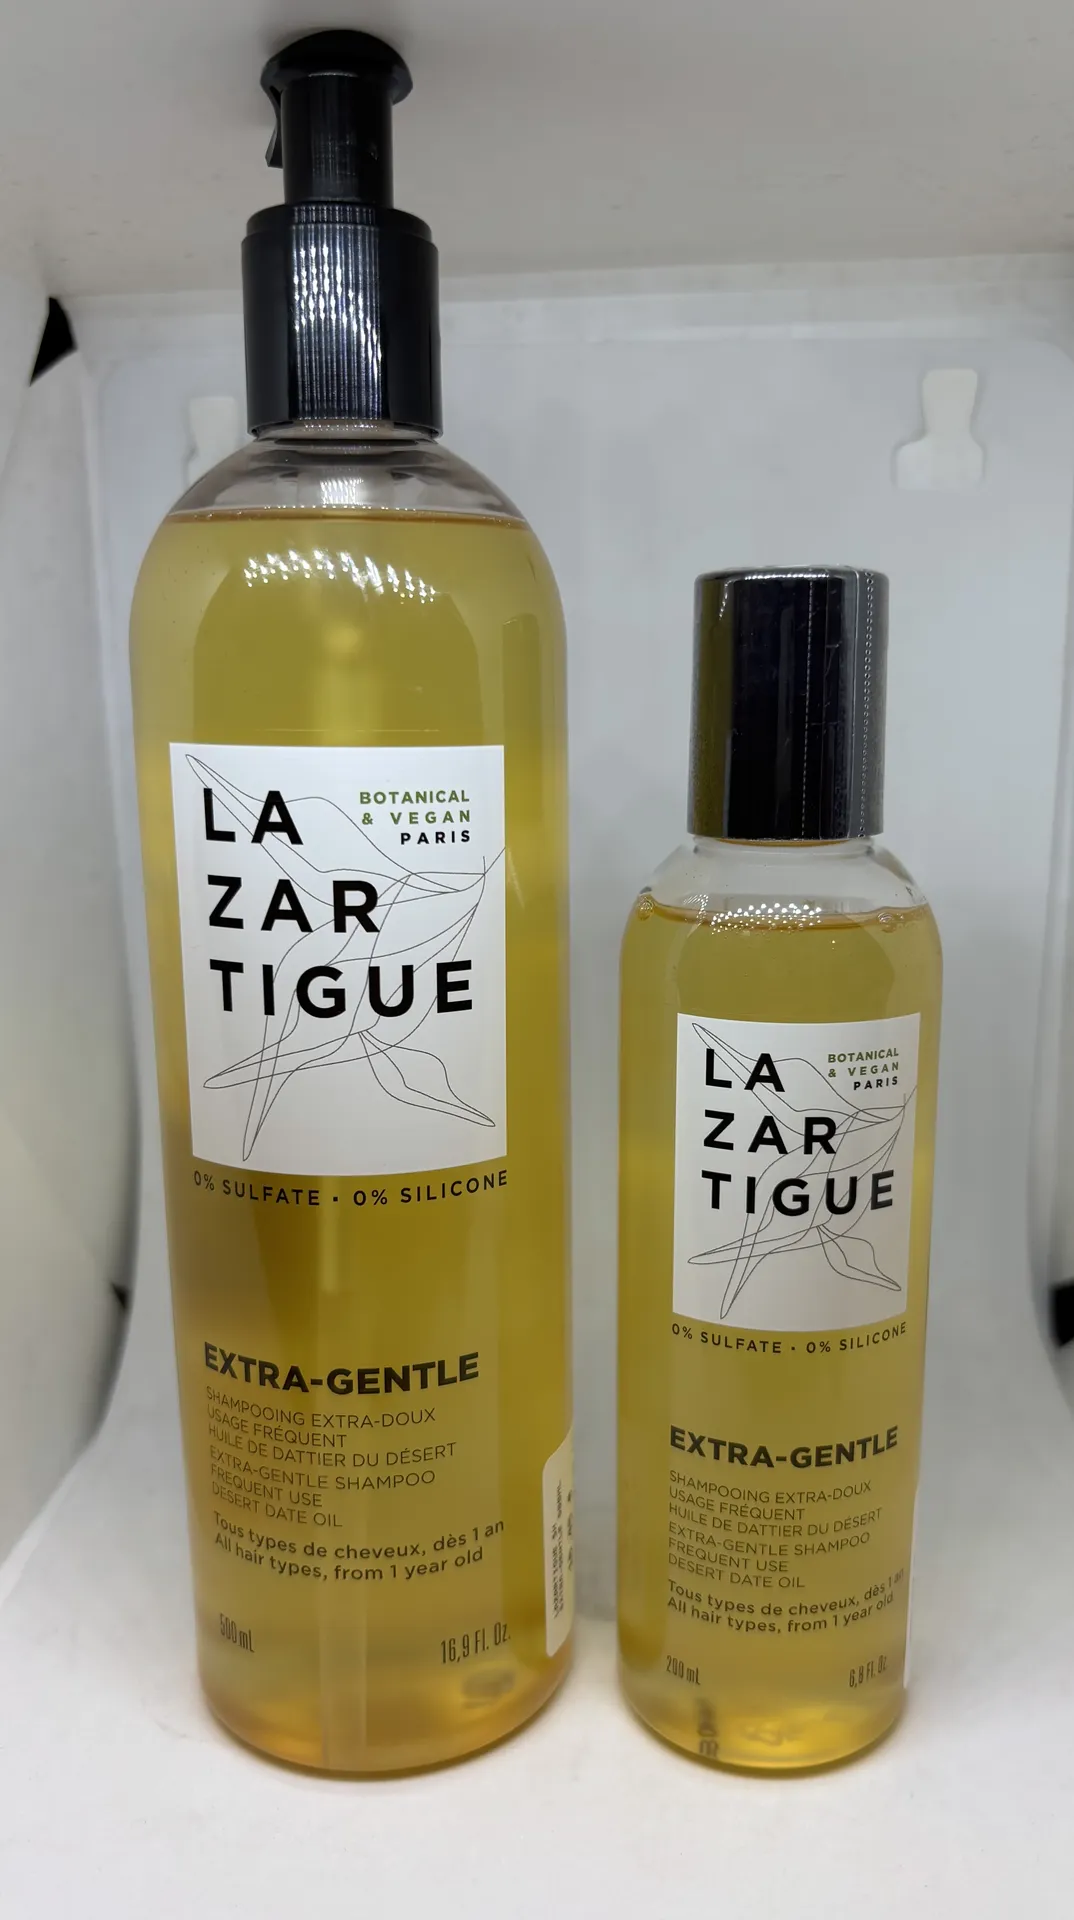 LA
ZAR
TIGUE
BOTANICAL
& VEGAN
PARIS
0% SULFATE • 0% SILICONE
EXTRA-GENTLE
SHAMPOOING EXTRA-DOUX
USAGE FRÉQUENT
HUILE DE DATTIER DU DÉSERT
EXTRA-GENTLE SHAMPOO
FREQUENT USE
DESERT DATE OIL
Tous types de cheveux, dès 1 an
All hair types, from 1 year old
500 mL
16,9 Fl. Oz.
LA
ZAR
TIGUE
BOTANICAL
& VEGAN
PARIS
0% SULFATE • 0% SILICONE
EXTRA-GENTLE
SHAMPOOING EXTRA-DOUX
USAGE FRÉQUENT
HUILE DE DATTIER DU DÉSERT
EXTRA-GENTLE SHAMPOO
FREQUENT USE
DESERT DATE OIL
Tous types de cheveux, dès 1 an
All hair types, from 1 year old
200 mL
6,8 Fl. Oz.